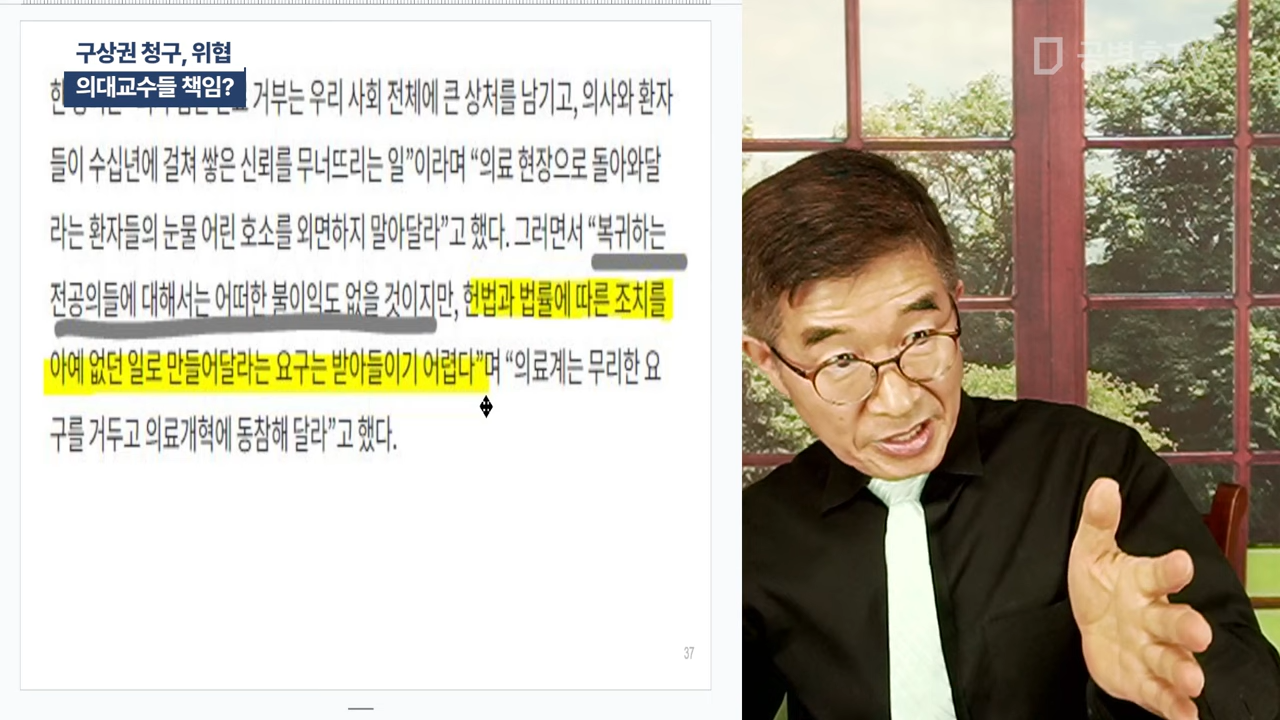 구상권 청구, 위협
의대교수들 책임?
거부는 우리 사회 전체에 큰 상처를 남기고, 의사와 환자
들이 수십년에 걸쳐 쌓은 신뢰를 무너뜨리는 일”이라며 “의료 현장으로 돌아와달
라는 환자들의 눈물 어린 호소를 외면하지 말아달라”고 했다. 그러면서 “복귀하는
전공의들에 대해서는 어떠한 불이익도 없을 것이지만, 헌법과 법률에 따른 조치를
아예 없던 일로 만들어달라는 요구는 받아들이기 어렵다”며 “의료계는 무리한 요
구를 거두고 의료개혁에 동참해 달라”고 했다.
37